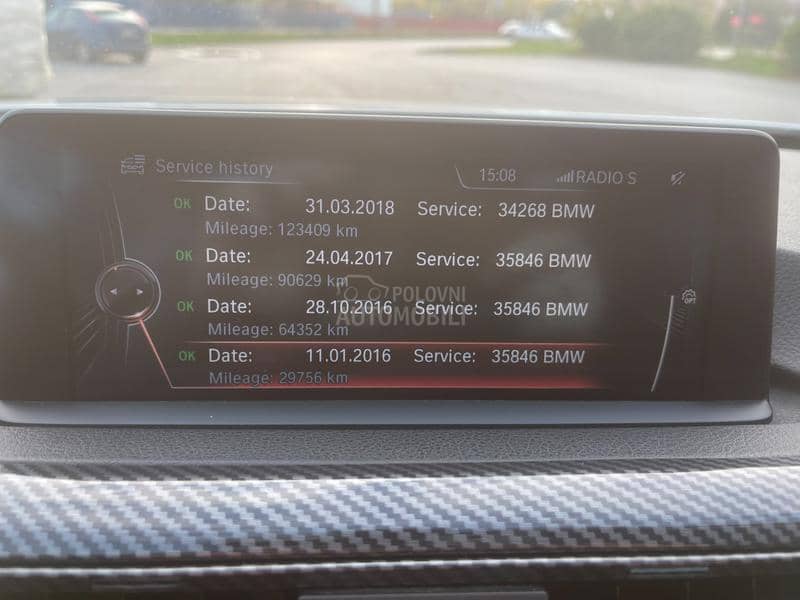 Service history
15:08
RADIO S
OK Date: 31.03.2018 Service: 34268 BMW
Mileage: 123409 km
OK Date: 24.04.2017 Service: 35846 BMW
Mileage: 90629 km
OK Date: 28.10.2016 Service: 35846 BMW
Mileage: 64352 km
OK Date: 11.01.2016 Service: 35846 BMW
Mileage: 29756 km
POLOVNI
AUTOMOBILI
OPT